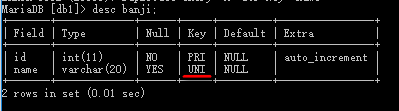 MariaDB [db1]> desc banji;
| Field | Type | Null | Key | Default | Extra |
| id | int(11) | NO | PRI | NULL | auto_increment |
| name | varchar(20) | YES | UNI | NULL | |
2 rows in set (0.01 sec)